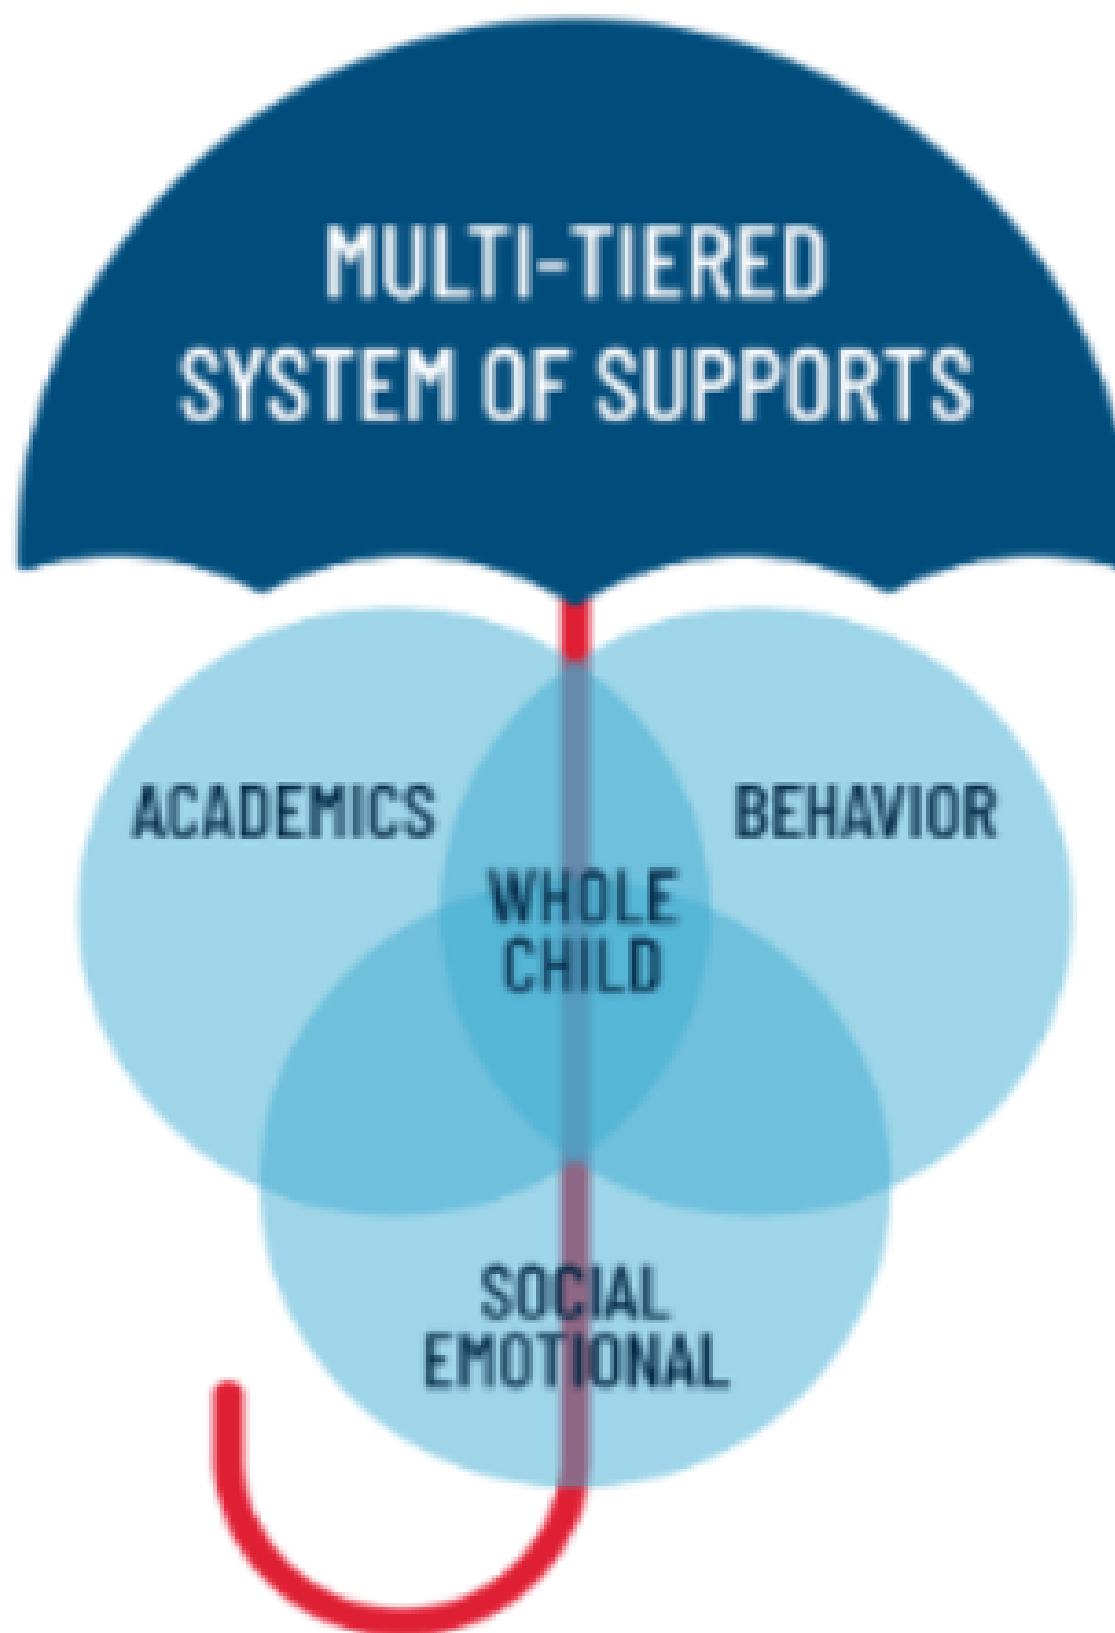 MULTI-TIERED
SYSTEM OF SUPPORTS
ACADEMICS
BEHAVIOR
WHOLE
CHILD
SOCIAL
EMOTIONAL